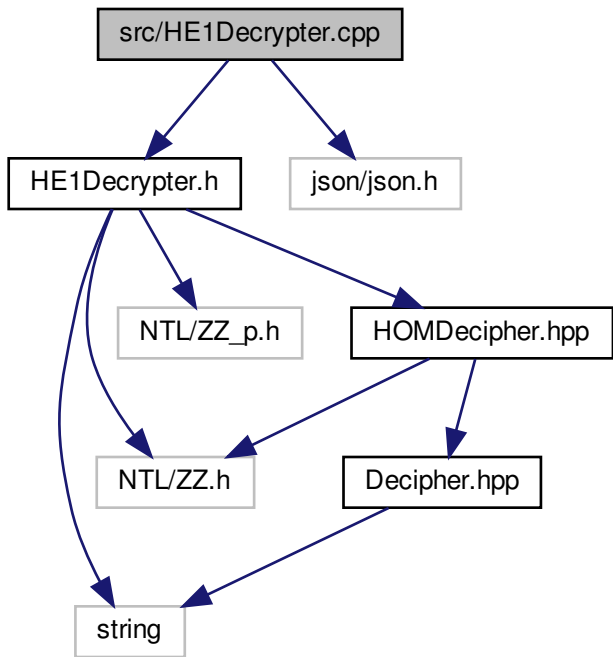 src/HE1Decrypter.cpp
HE1Decrypter.h
json/json.h
NTL/ZZ_p.h
HOMDecipher.hpp
NTL/ZZ.h
Decipher.hpp
string